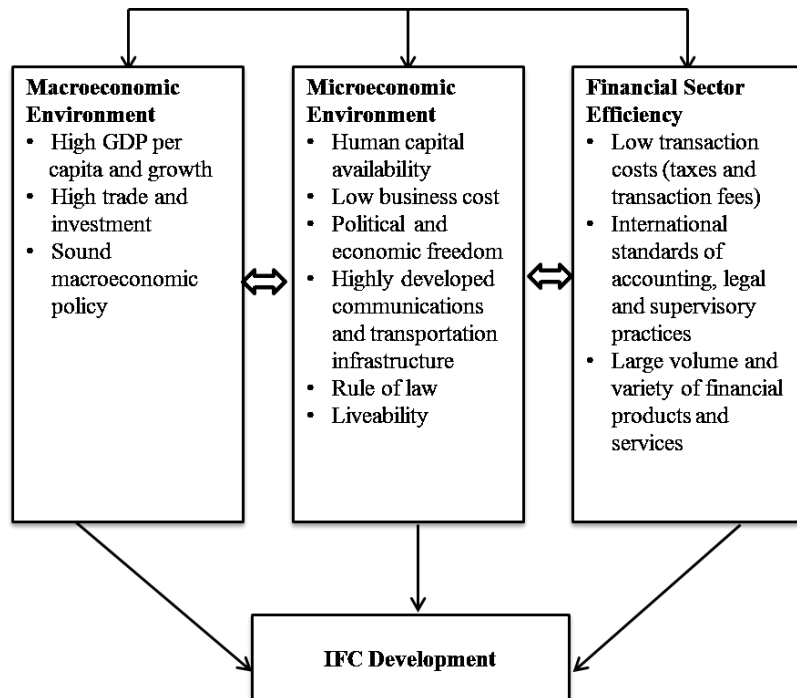 Macroeconomic
Environment
• High GDP per
capita and growth
• High trade and
investment
• Sound
macroeconomic
policy
Microeconomic
Environment
• Human capital
availability
• Low business cost
• Political and
economic freedom
• Highly developed
communications
and transportation
infrastructure
• Rule of law
• Liveability
Financial Sector
Efficiency
• Low transaction
costs (taxes and
transaction fees)
• International
standards of
accounting, legal
and supervisory
practices
• Large volume and
variety of financial
products and
services
IFC Development